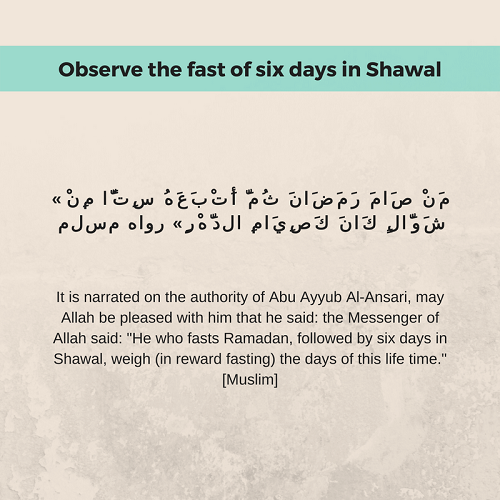 Observe the fast of six days in Shawal
مَنْ صَامَ رَمَضَانَ ثُمَّ أَتْبَعَهُ سِتًّا مِنْ »
شَوَّالٍ كَانَ كَصِيَامِ الدَّهْرِ» رواه مسلم
It is narrated on the authority of Abu Ayyub Al-Ansari, may
Allah be pleased with him that he said: the Messenger of
Allah said: "He who fasts Ramadan, followed by six days in
Shawal, weigh (in reward fasting) the days of this life time."
[Muslim]